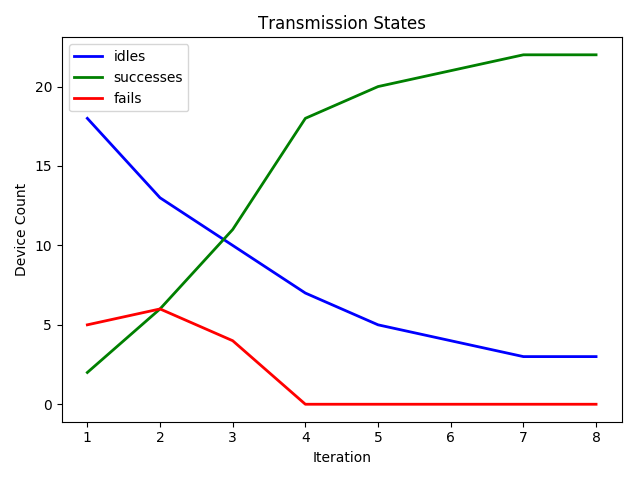 Transmission States
idles
successes
fails
Device Count
20
15
10
5
0
1 2 3 4 5 6 7 8
Iteration